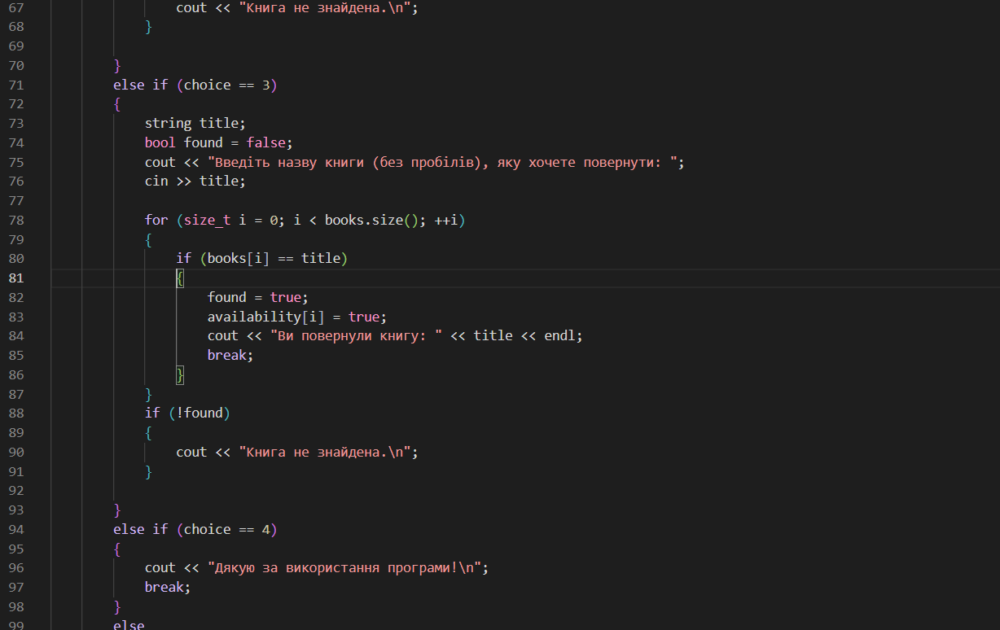 67 cout << "Книга не знайдена.\n";
68 }
69
70 }
71 else if (choice == 3)
72 {
73 string title;
74 bool found = false;
75 cout << "Введіть назву книги (без пробілів), яку хочете повернути: ";
76 cin >> title;
77
78 for (size_t i = 0; i < books.size(); ++i)
79 {
80 if (books[i] == title)
81 {
82 found = true;
83 availability[i] = true;
84 cout << "Ви повернули книгу: " << title << endl;
85 break;
86 }
87 }
88 if (!found)
89 {
90 cout << "Книга не знайдена.\n";
91 }
92
93 }
94 else if (choice == 4)
95 {
96 cout << "Дякую за використання програми!\n";
97 break;
98 }
99 else